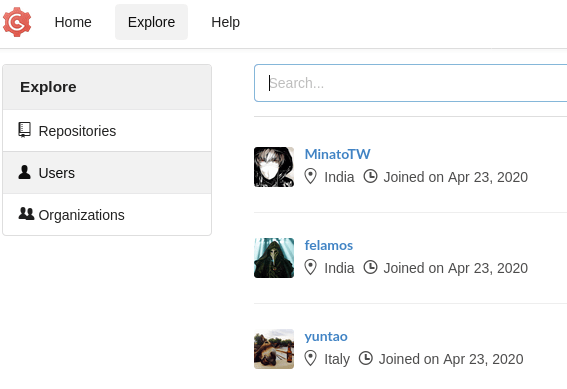 Home Explore Help
Explore
Search...
Repositories
Users
Organizations
MinatoTW
India Joined on Apr 23, 2020
felamos
India Joined on Apr 23, 2020
yuntao
Italy Joined on Apr 23, 2020